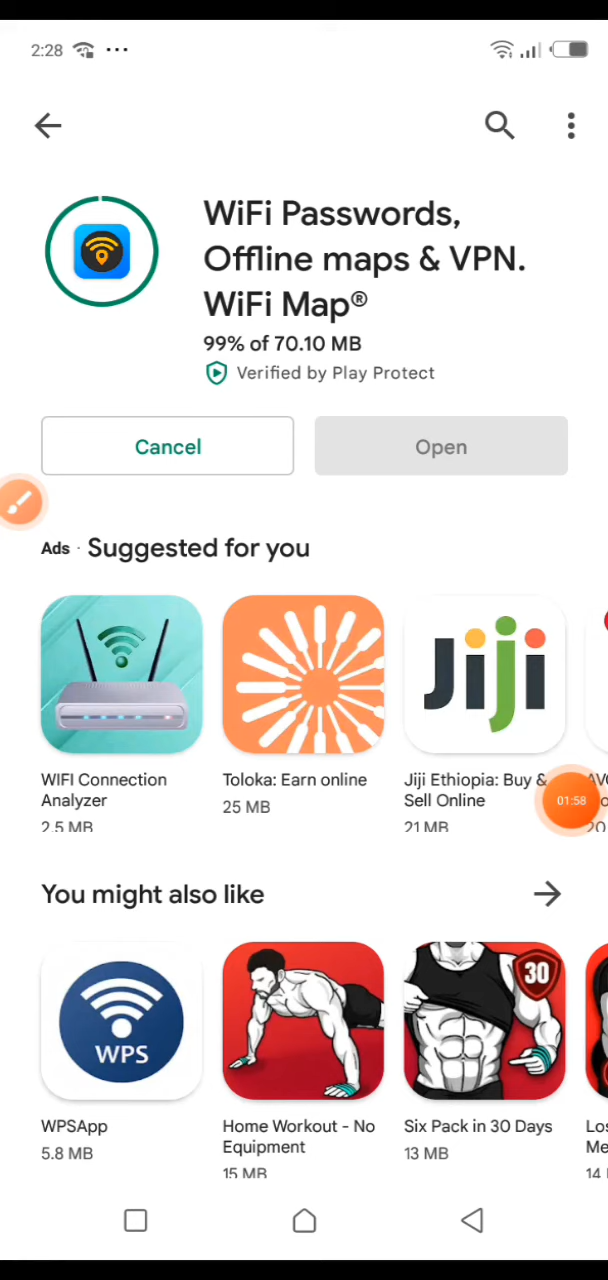 2:28
WiFi Passwords,
Offline maps & VPN.
WiFi Map®
99% of 70.10 MB
Verified by Play Protect
Cancel
Open
Ads · Suggested for you
Jiji
WIFI Connection
Analyzer
2.5 MB
Toloka: Earn online
25 MB
Jiji Ethiopia: Buy &
Sell Online
21 MB
01:58
You might also like
WPS
30
WPSApp
5.8 MB
Home Workout - No
Equipment
15 MB
Six Pack in 30 Days
13 MB
14